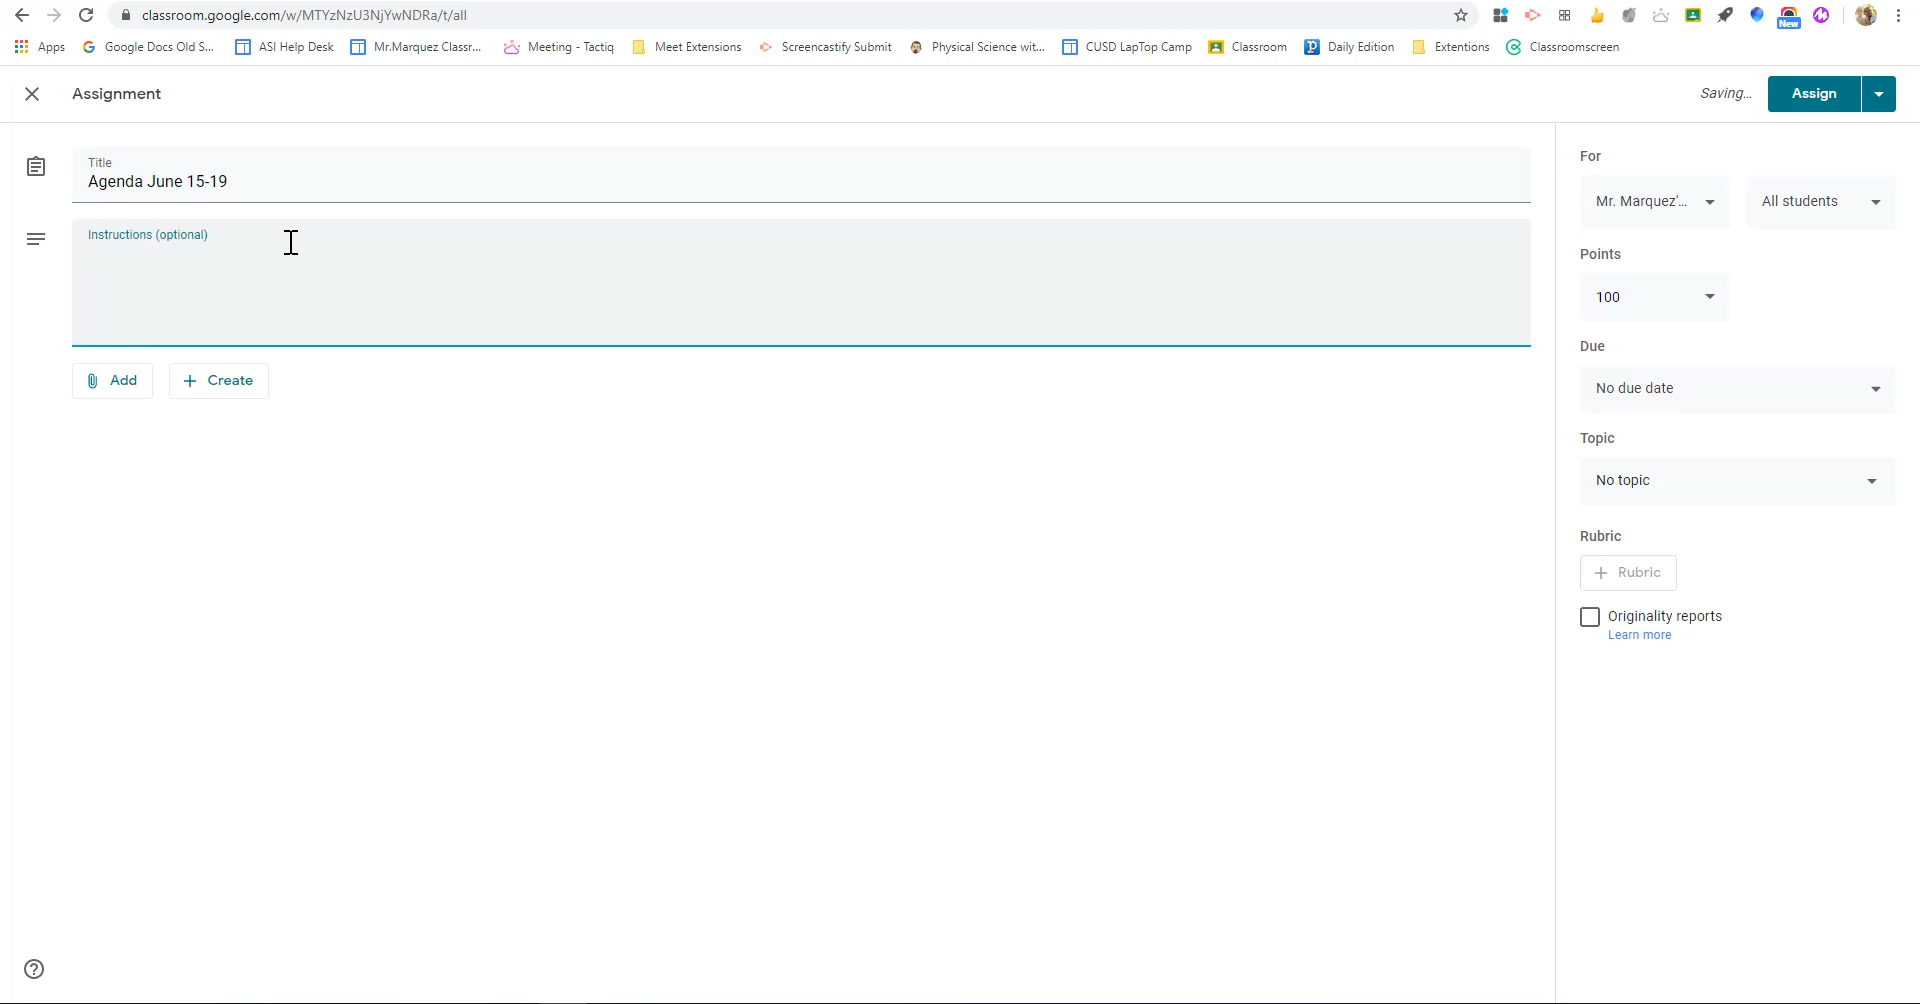 classroom.google.com/w/MTYzNzU3NjYwNDRa/t/all
New
Apps
Google Docs Old S...
ASI Help Desk
Mr.Marquez Classr...
Meeting - Tactiq
Meet Extensions
Screencastify Submit
Physical Science wit...
CUSD LapTop Camp
Classroom
Daily Edition
Extentions
Classroomscreen
Assignment
Saving...
Assign
Title
Agenda June 15-19
Instructions (optional)
Add
Create
For
Mr. Marquez'...
All students
Points
100
Due
No due date
Topic
No topic
Rubric
Rubric
Originality reports
Learn more